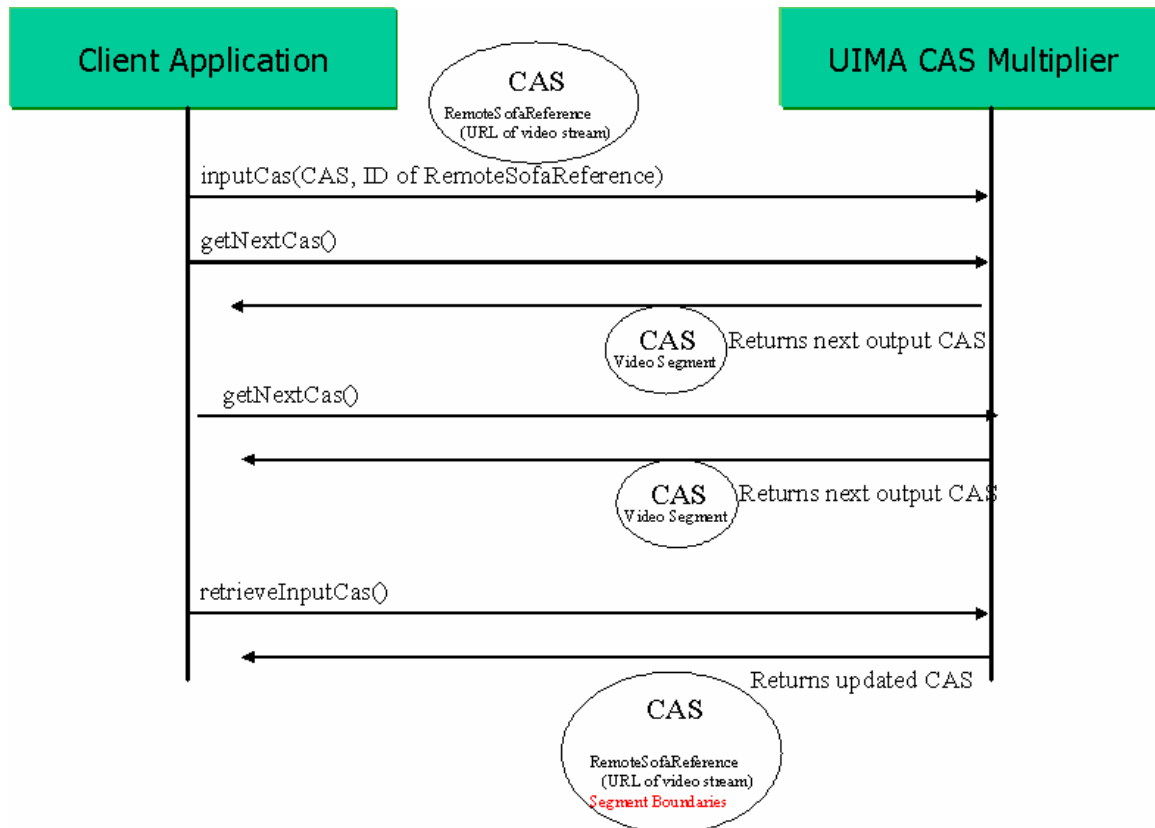 Client Application
UIMA CAS Multiplier
CAS
RemoteSofaReference
(URL of video stream)
inputCas(CAS, ID of RemoteSofaReference)
getNextCas()
CAS
Video Segment
Returns next output CAS
getNextCas()
CAS
Video Segment
Returns next output CAS
retrieveInputCas()
Returns updated CAS
CAS
RemoteSofaReference
(URL of video stream)
Segment Boundaries